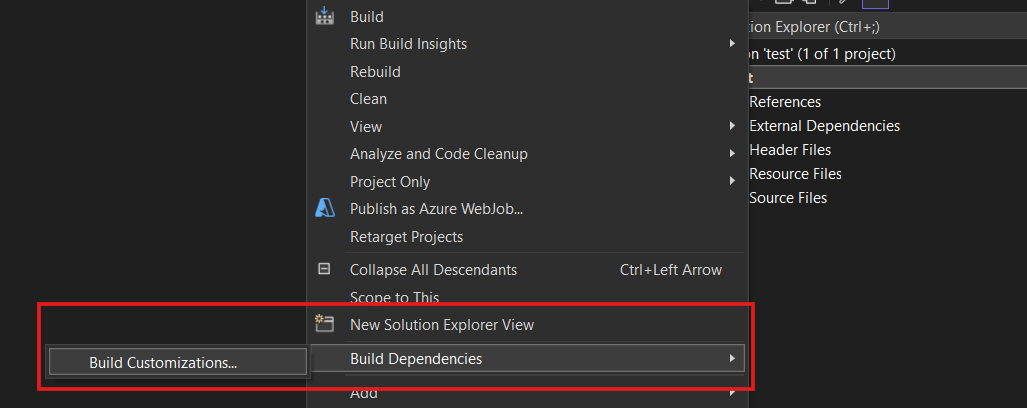 Build
Run Build Insights
Rebuild
Clean
View
Analyze and Code Cleanup
Project Only
Publish as Azure WebJob...
Retarget Projects
Collapse All Descendants Ctrl+Left Arrow
Scope to This
New Solution Explorer View
Build Dependencies
Build Customizations...
Add
Explorer (Ctrl+;)
'test' (1 of 1 project)
References
External Dependencies
Header Files
Resource Files
Source Files